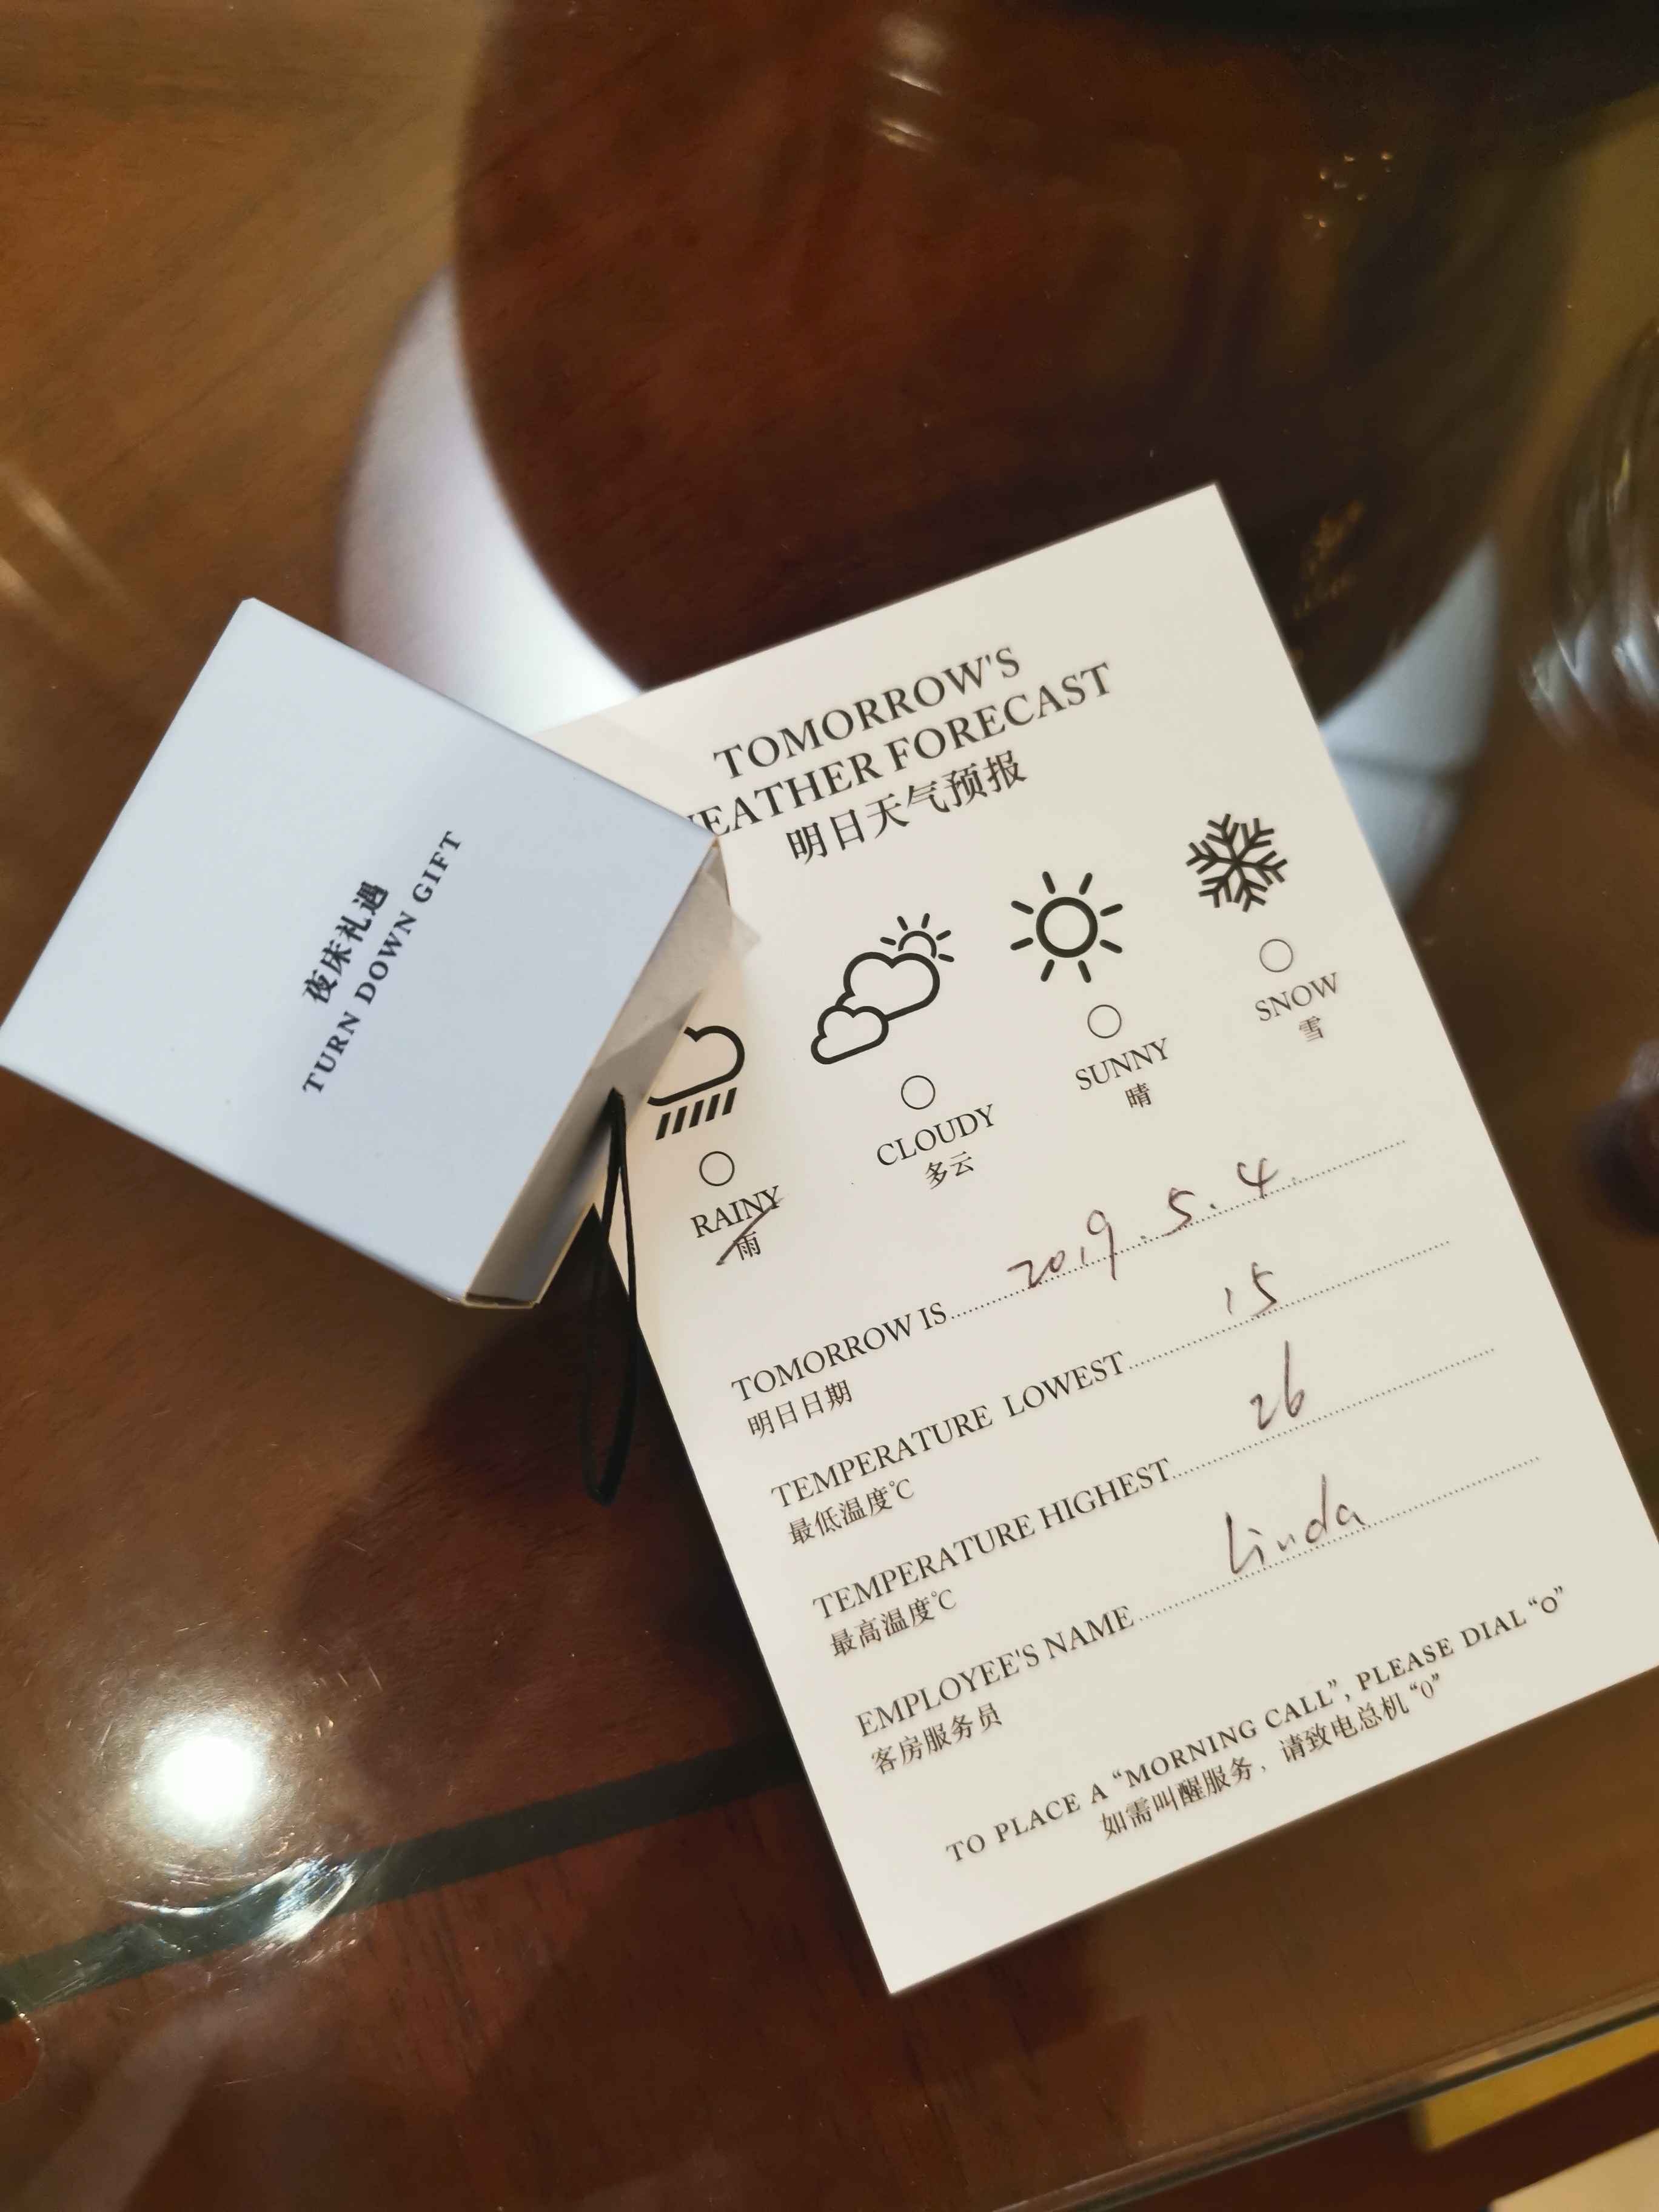 夜床礼遇
TURN DOWN GIFT
TOMORROW'S
EATHER FORECAST
明日天气预报
RAINY
雨
CLOUDY
多云
SUNNY
晴
SNOW
雪
TOMORROW IS 2019.5.4.
明日日期
TEMPERATURE LOWEST 15
最低温度℃
TEMPERATURE HIGHEST 26
最高温度℃
EMPLOYEE'S NAME Linda
客房服务员
TO PLACE A “MORNING CALL”, PLEASE DIAL “0”
如需叫醒服务，请致电总机“0”